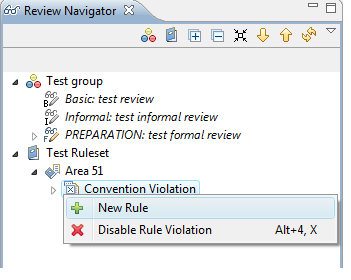 Review Navigator
Test group
B Basic: test review
I Informal: test informal review
F PREPARATION: test formal review
Test Ruleset
Area 51
Convention Violation
New Rule
Disable Rule Violation Alt+4, X